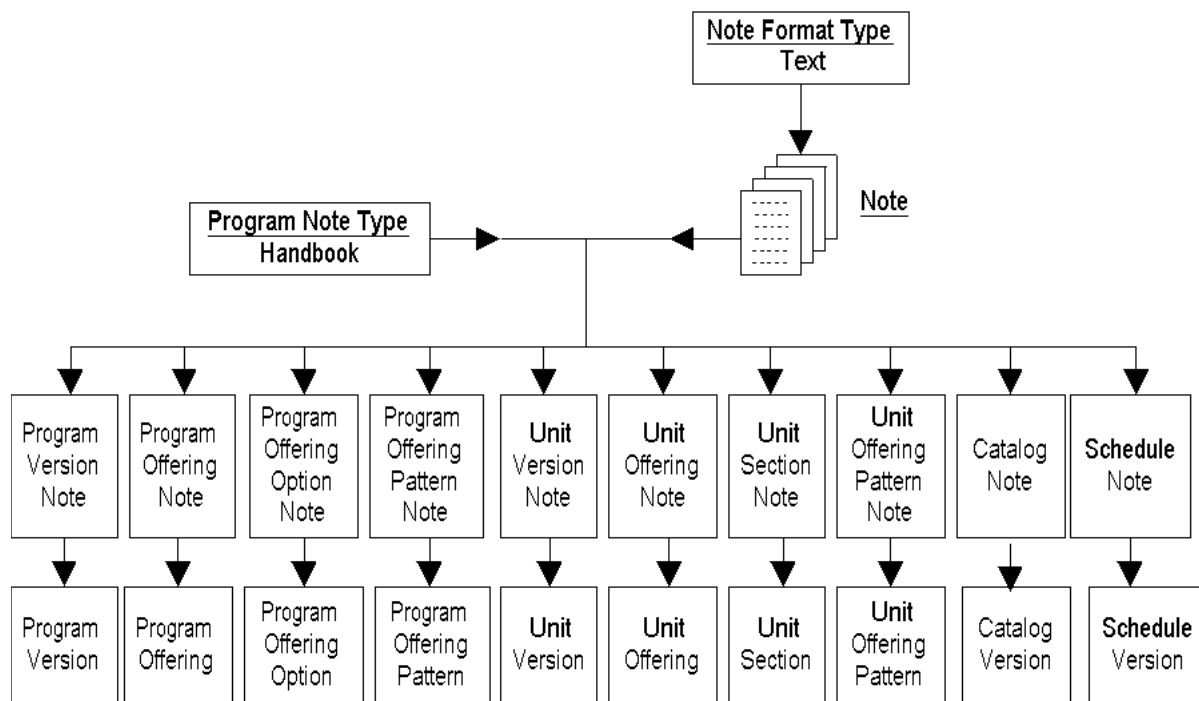 Note Format Type
Text
Note
Program Note Type
Handbook
Program
Version
Note
Program
Offering
Note
Program
Offering
Option
Note
Program
Offering
Pattern
Note
Unit
Version
Note
Unit
Offering
Note
Unit
Section
Note
Unit
Offering
Pattern
Note
Catalog
Note
Schedule
Note
Program
Version
Program
Offering
Program
Offering
Option
Program
Offering
Pattern
Unit
Version
Unit
Offering
Unit
Section
Unit
Offering
Pattern
Catalog
Version
Schedule
Version